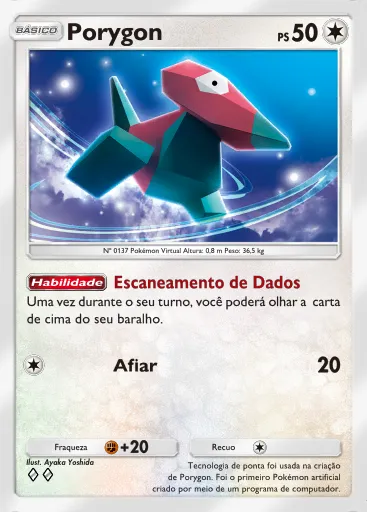 BÁSICO Porygon PS 50
Nº 0137 Pokémon Virtual Altura: 0,8 m Peso: 36,5 kg
Habilidade Escaneamento de Dados
Uma vez durante o seu turno, você poderá olhar a carta
de cima do seu baralho.
Afiar 20
Fraqueza +20 Recuo
Ilust. Ayaka Yoshida
Tecnologia de ponta foi usada na criação
de Porygon. Foi o primeiro Pokémon artificial
criado por meio de um programa de computador.